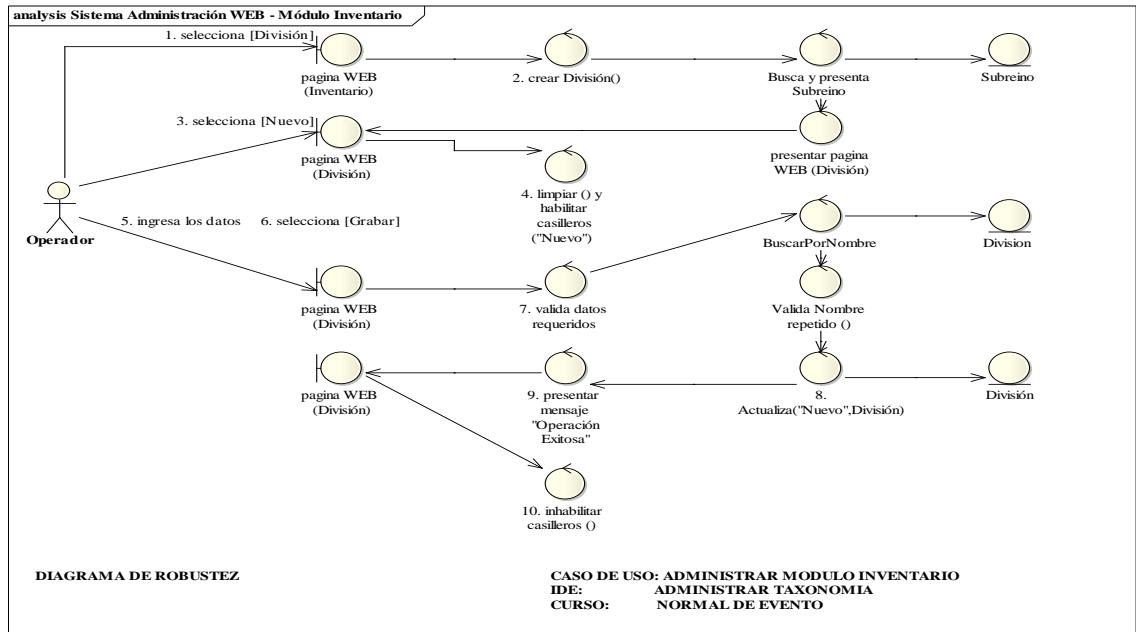 analysis Sistema Administración WEB - Módulo Inventario
1. selecciona [División]
pagina WEB
(Inventario)
2. crear División()
Busca y presenta
Subreino
Subreino
3. selecciona [Nuevo]
pagina WEB
(División)
presentar pagina
WEB (División)
4. limpiar () y
habilitar
casilleros
("Nuevo")
Operador
5. ingresa los datos
6. selecciona [Grabar]
BuscarPorNombre
Division
pagina WEB
(División)
7. valida datos
requeridos
Valida Nombre
repetido ()
pagina WEB
(División)
9. presentar
mensaje
"Operación
Exitosa"
8.
Actualiza("Nuevo",División)
División
10. inhabilitar
casilleros ()
DIAGRAMA DE ROBUSTEZ
CASO DE USO: ADMINISTRAR MODULO INVENTARIO
IDE: ADMINISTRAR TAXONOMIA
CURSO: NORMAL DE EVENTO